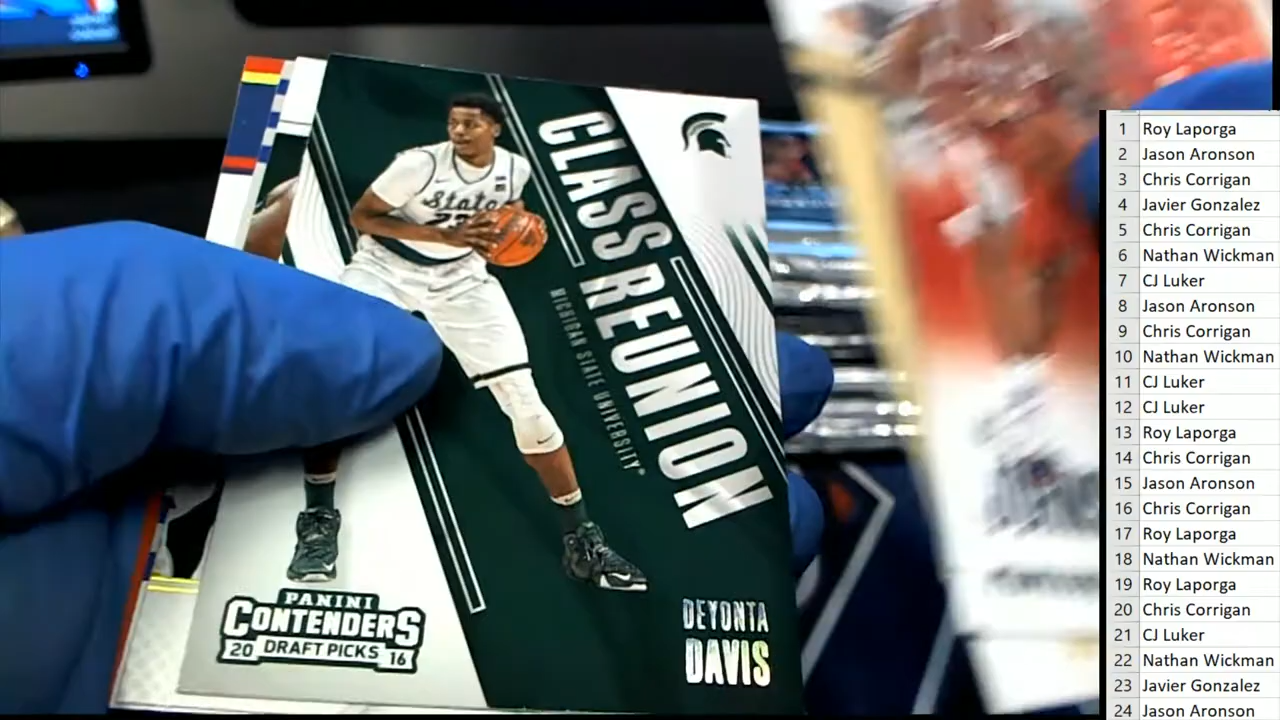 CLASS REUNION
MICHIGAN STATE UNIVERSITY®
State
23
PANINI
CONTENDERS
20 DRAFT PICKS 16
DEYONTA
DAVIS
1 Roy Laporga
2 Jason Aronson
3 Chris Corrigan
4 Javier Gonzalez
5 Chris Corrigan
6 Nathan Wickman
7 CJ Luker
8 Jason Aronson
9 Chris Corrigan
10 Nathan Wickman
11 CJ Luker
12 CJ Luker
13 Roy Laporga
14 Chris Corrigan
15 Jason Aronson
16 Chris Corrigan
17 Roy Laporga
18 Nathan Wickman
19 Roy Laporga
20 Chris Corrigan
21 CJ Luker
22 Nathan Wickman
23 Javier Gonzalez
24 Jason Aronson